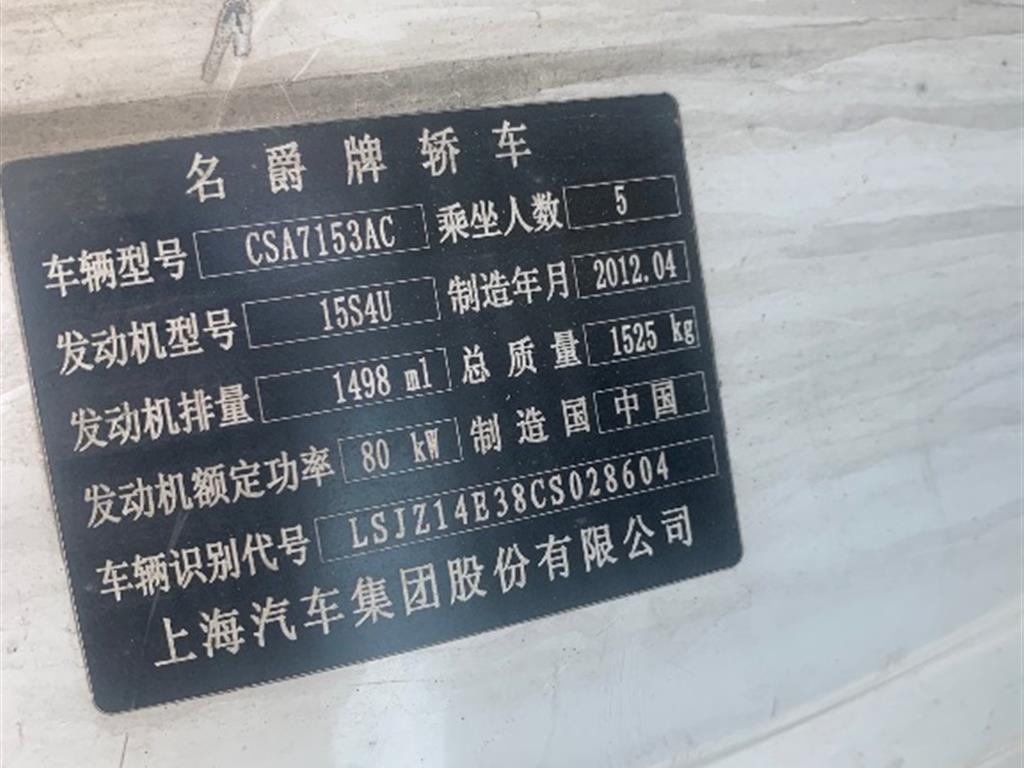 名爵牌轿车
车辆型号 CSA7153AC 乘坐人数 5
发动机型号 15S4U 制造年月 2012.04
发动机排量 1498 ml 总质量 1525 kg
发动机额定功率 80 kW 制造国 中国
车辆识别代号 LSJZ14E38CS028604
上海汽车集团股份有限公司